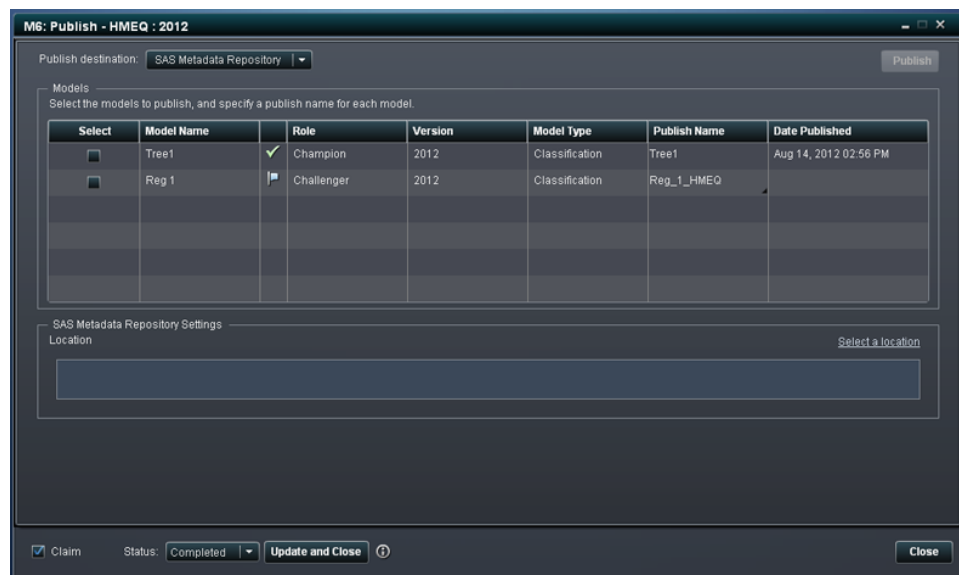 M6: Publish - HMEQ : 2012
Publish destination: SAS Metadata Repository Publish
Models
Select the models to publish, and specify a publish name for each model.
Select Model Name Role Version Model Type Publish Name Date Published
Tree1 Champion 2012 Classification Tree1 Aug 14, 2012 02:56 PM
Reg 1 Challenger 2012 Classification Reg_1_HMEQ
SAS Metadata Repository Settings
Location Select a location
Claim Status: Completed Update and Close Close